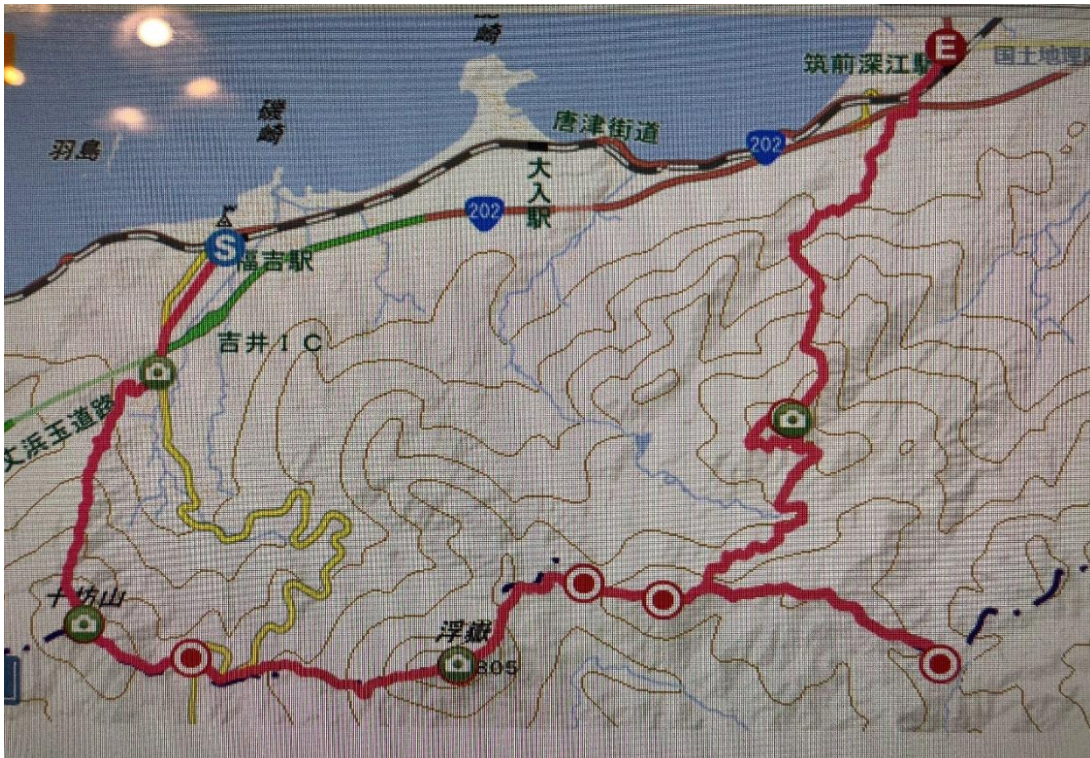 崎
E
国土地理
筑前深江駅
磯崎
唐津街道
羽島
202
大入駅
202
S
福吉駅
吉井IC
丈浜玉道路
十坊山
浮嶽
805